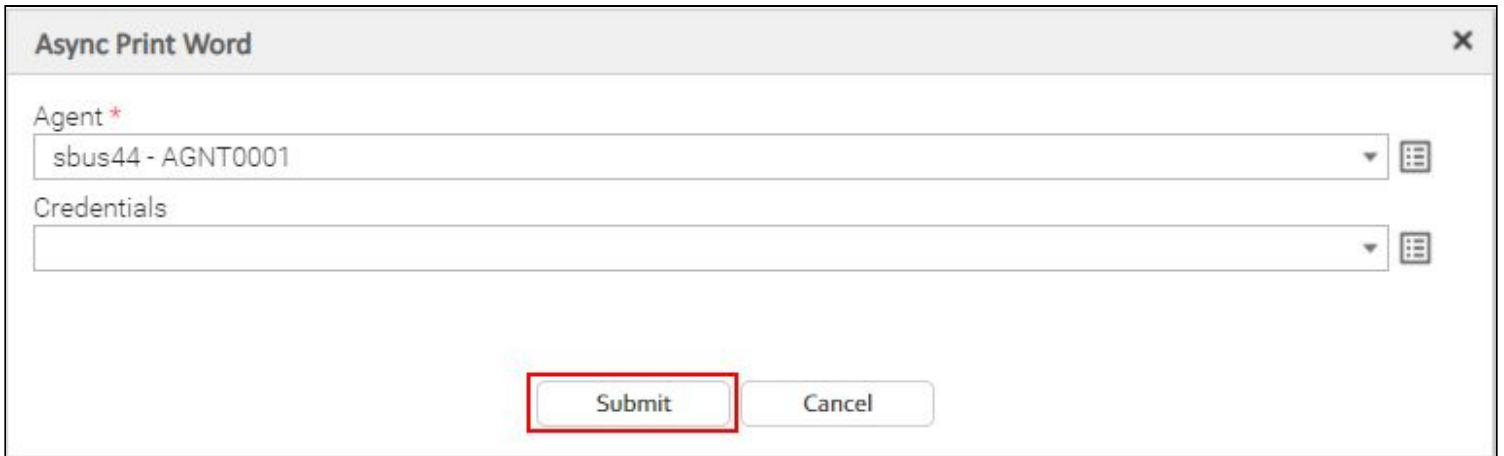 Async Print Word
Agent *
sbus44 - AGNT0001
Credentials
Submit Cancel